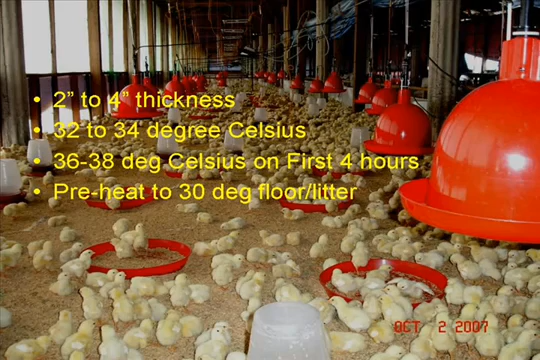 • 2” to 4” thickness
• 32 to 34 degree Celsius
• 36-38 deg Celsius on First 4 hours
• Pre-heat to 30 deg floor/litter
OCT 2 2007